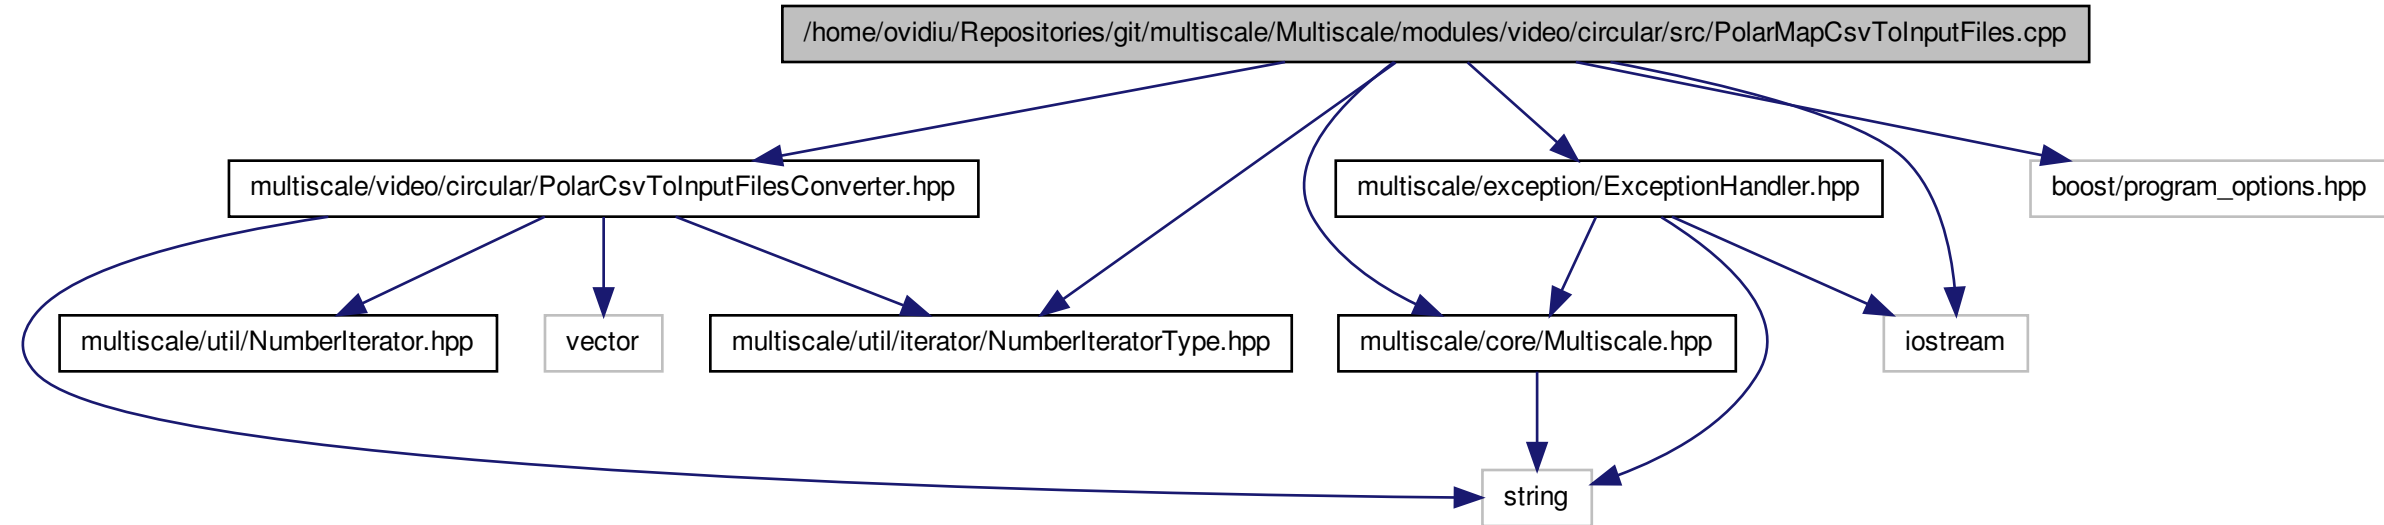 /home/ovidiu/Repositories/git/multiscale/Multiscale/modules/video/circular/src/PolarMapCsvToInputFiles.cpp
multiscale/video/circular/PolarCsvToInputFilesConverter.hpp
multiscale/exception/ExceptionHandler.hpp
boost/program_options.hpp
multiscale/util/NumberIterator.hpp
vector
multiscale/util/iterator/NumberIteratorType.hpp
multiscale/core/Multiscale.hpp
iostream
string